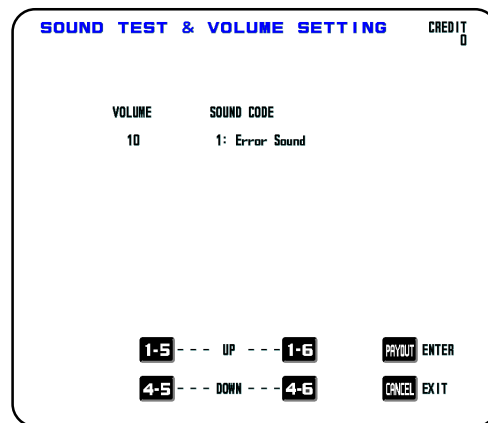 SOUND TEST & VOLUME SETTING CREDIT
0
VOLUME SOUND CODE
10 1: Error Sound
1-5 - - - UP - - - 1-6 PAYOUT ENTER
4-5 - - - DOWN - - - 4-6 CANCEL EXIT